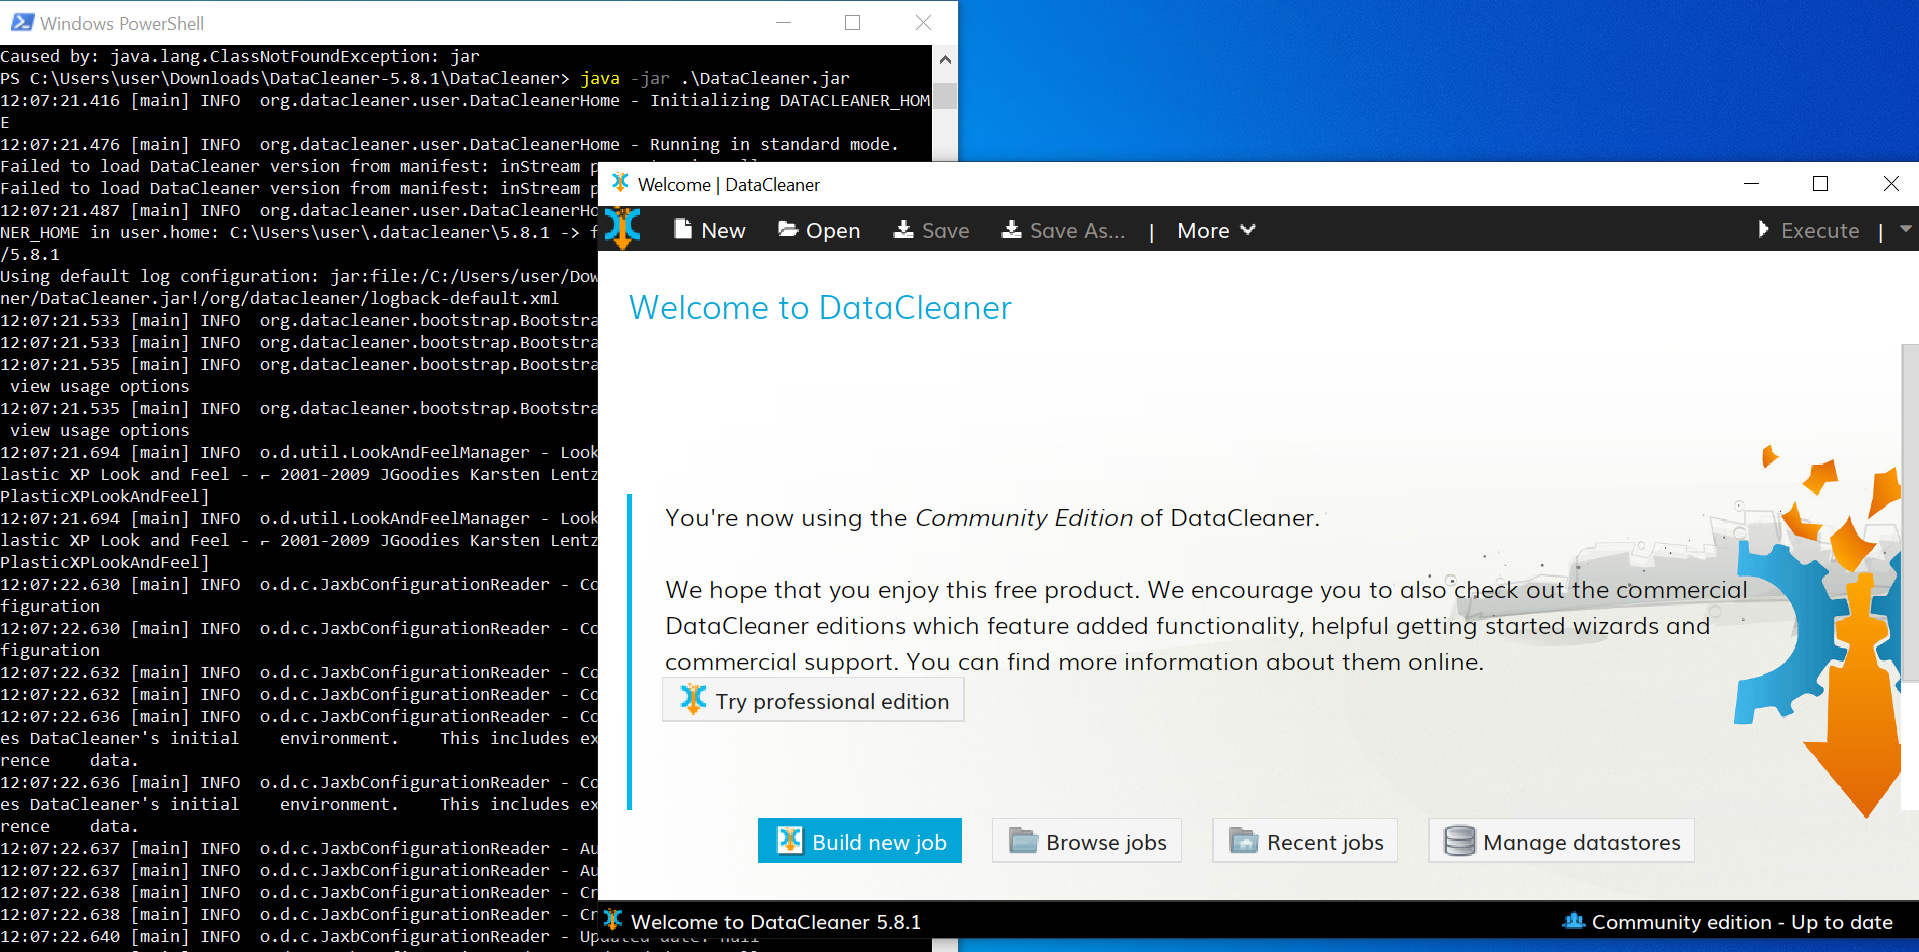 Windows PowerShell
Caused by: java.lang.ClassNotFoundException: jar
PS C:\Users\user\Downloads\DataCleaner-5.8.1\DataCleaner> java -jar .\DataCleaner.jar
12:07:21.416 [main] INFO  org.datacleaner.user.DataCleanerHome - Initializing DATACLEANER_HOM
E
12:07:21.476 [main] INFO  org.datacleaner.user.DataCleanerHome - Running in standard mode.
Failed to load DataCleaner version from manifest: inStream
Failed to load DataCleaner version from manifest: inStream
12:07:21.487 [main] INFO  org.datacleaner.user.DataCleanerHo
NER_HOME in user.home: C:\Users\user\.datacleaner\5.8.1 -> f
/5.8.1
Using default log configuration: jar:file:/C:/Users/user/Dow
ner/DataCleaner.jar!/org/datacleaner/logback-default.xml
12:07:21.533 [main] INFO  org.datacleaner.bootstrap.Bootstra
12:07:21.533 [main] INFO  org.datacleaner.bootstrap.Bootstra
12:07:21.535 [main] INFO  org.datacleaner.bootstrap.Bootstra
view usage options
12:07:21.535 [main] INFO  org.datacleaner.bootstrap.Bootstra
view usage options
12:07:21.694 [main] INFO  o.d.util.LookAndFeelManager - Look
lastic XP Look and Feel - ⌐ 2001-2009 JGoodies Karsten Lentz
PlasticXPLookAndFeel]
12:07:21.694 [main] INFO  o.d.util.LookAndFeelManager - Look
lastic XP Look and Feel - ⌐ 2001-2009 JGoodies Karsten Lentz
PlasticXPLookAndFeel]
12:07:22.630 [main] INFO  o.d.c.JaxbConfigurationReader - Co
figuration
12:07:22.630 [main] INFO  o.d.c.JaxbConfigurationReader - Co
figuration
12:07:22.632 [main] INFO  o.d.c.JaxbConfigurationReader - Co
12:07:22.632 [main] INFO  o.d.c.JaxbConfigurationReader - Co
12:07:22.636 [main] INFO  o.d.c.JaxbConfigurationReader - Co
es DataCleaner's initial    environment.    This includes ex
rence    data.
12:07:22.636 [main] INFO  o.d.c.JaxbConfigurationReader - Co
es DataCleaner's initial    environment.    This includes ex
rence    data.
12:07:22.637 [main] INFO  o.d.c.JaxbConfigurationReader - Au
12:07:22.637 [main] INFO  o.d.c.JaxbConfigurationReader - Au
12:07:22.638 [main] INFO  o.d.c.JaxbConfigurationReader - Cr
12:07:22.638 [main] INFO  o.d.c.JaxbConfigurationReader - Cr
12:07:22.640 [main] INFO  o.d.c.JaxbConfigurationReader - Updated date: null
Welcome | DataCleaner
New Open Save Save As... | More Execute |
Welcome to DataCleaner
You're now using the Community Edition of DataCleaner.
We hope that you enjoy this free product. We encourage you to also check out the commercial
DataCleaner editions which feature added functionality, helpful getting started wizards and
commercial support. You can find more information about them online.
Try professional edition
Build new job Browse jobs Recent jobs Manage datastores
Welcome to DataCleaner 5.8.1 Community edition - Up to date